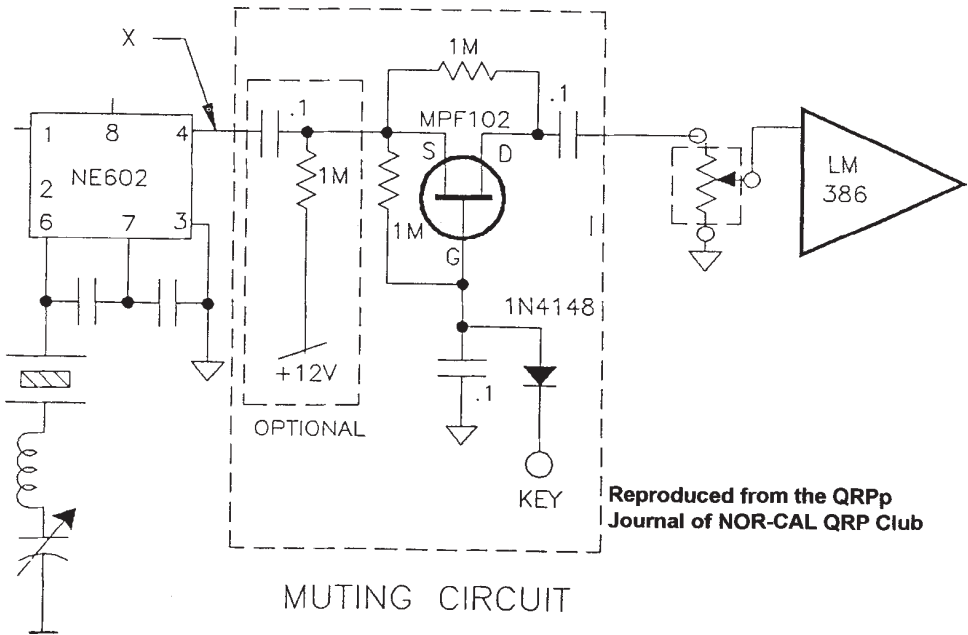 X
1M
.1
.1
MPF102
1 8 4
S D
NE602
1M
LM
386
2
6 7 3
1M
G
1N4148
+12V
.1
OPTIONAL
KEY
Reproduced from the QRPp
Journal of NOR-CAL QRP Club
MUTING CIRCUIT